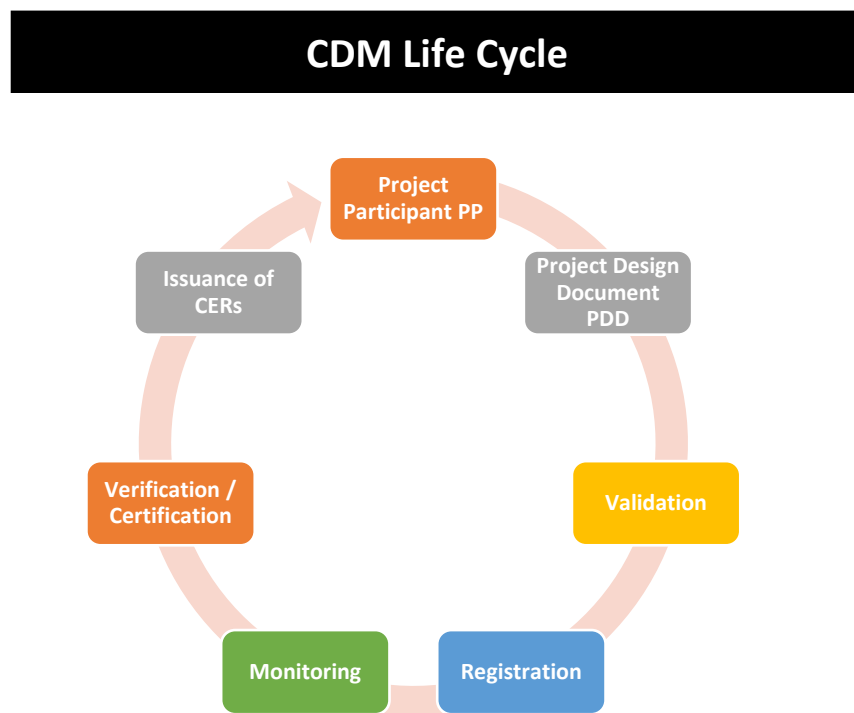 CDM Life Cycle
Project
Participant PP
Project Design
Document
PDD
Validation
Registration
Monitoring
Verification /
Certification
Issuance of
CERs